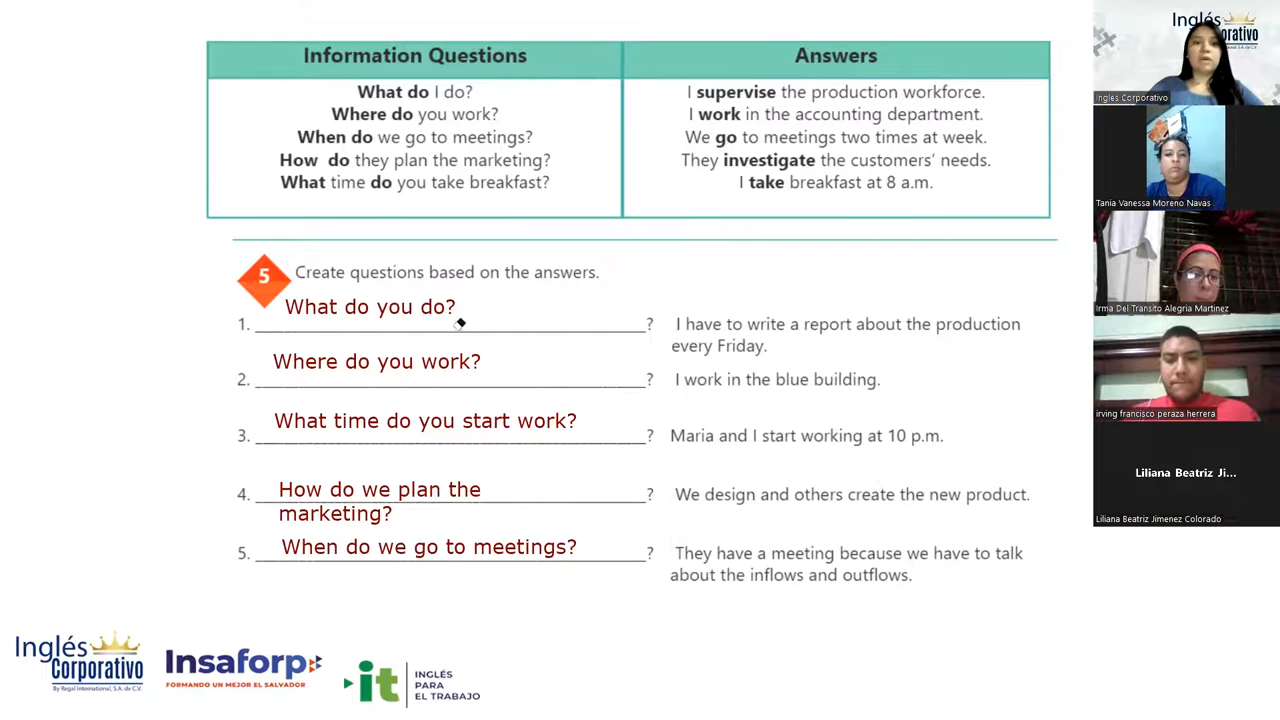 Information Questions
Answers
What do I do?
Where do you work?
When do we go to meetings?
How do they plan the marketing?
What time do you take breakfast?
I supervise the production workforce.
I work in the accounting department.
We go to meetings two times at week.
They investigate the customers' needs.
I take breakfast at 8 a.m.
5 Create questions based on the answers.
What do you do?
1. ? I have to write a report about the production
every Friday.
Where do you work?
2. ? I work in the blue building.
What time do you start work?
3. ? Maria and I start working at 10 p.m.
How do we plan the
marketing?
4. ? We design and others create the new product.
When do we go to meetings?
5. ? They have a meeting because we have to talk
about the inflows and outflows.
Inglés
Corporativo
By Regal International, S.A. de C.V.
Insaforp
FORMANDO UN MEJOR EL SALVADOR
it
INGLÉS
PARA
EL TRABAJO
Inglés
Ingles Corporativo
Tania Vanessa Moreno Navas
Irma Del Transito Alegria Martinez
irving francisco peraza herrera
Liliana Beatriz Ji...
Liliana Beatriz Jimenez Colorado